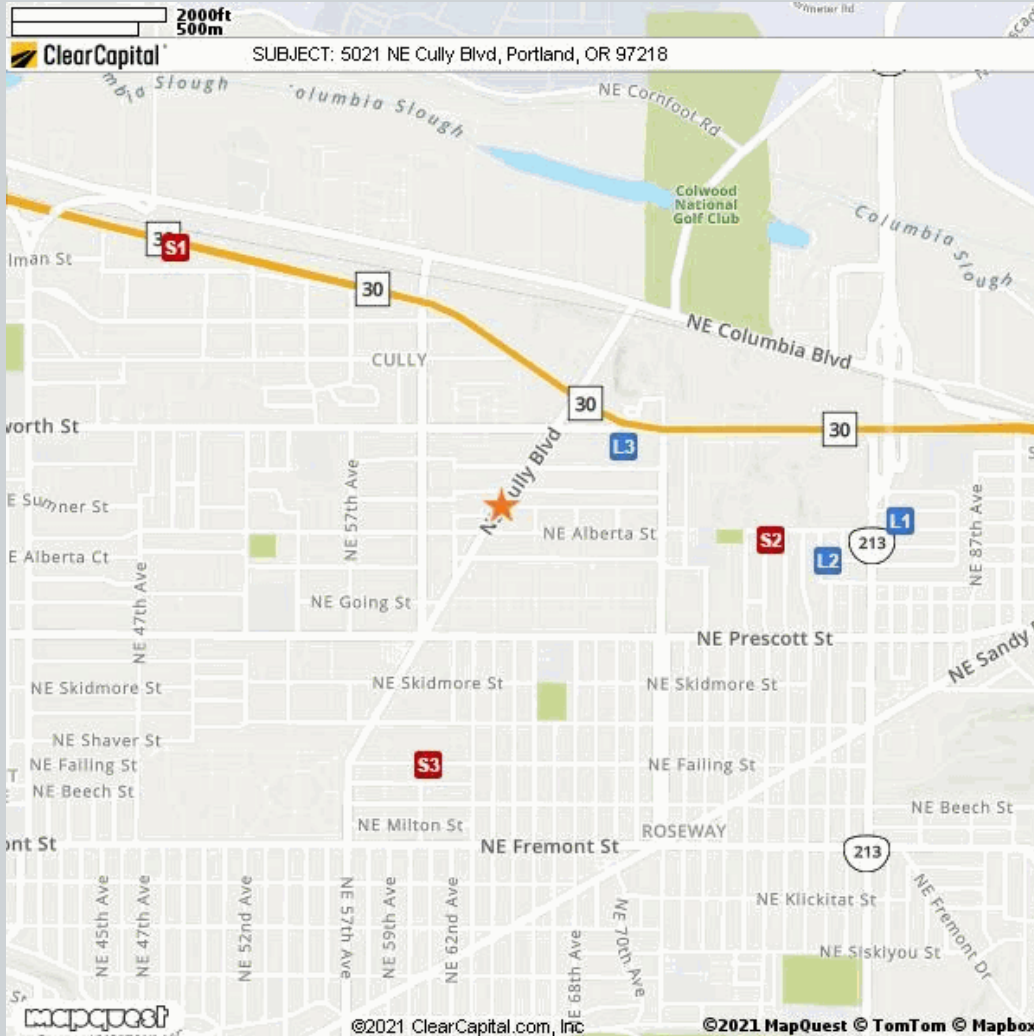 2000ft
500m
ClearCapital
SUBJECT: 5021 NE Cully Blvd, Portland, OR 97218
Slough
Columbia Slough
NE Cornfoot Rd
Colwood
National
Golf Club
Columbia Slough
S1
30
NE Columbia Blvd
CULLY
30
30
L3
NE Cully Blvd
NE 57th Ave
NE Alberta St
S2
L1
213
L2
NE 87th Ave
E Sumner St
E Alberta Ct
NE 47th Ave
NE Going St
NE Prescott St
NE Sandy
NE Skidmore St
NE Skidmore St
NE Skidmore St
NE Shaver St
NE Failing St
NE Beech St
S3
NE Failing St
NE Beech St
NE Milton St
ROSEWAY
NE Fremont St
213
NE Klickitat St
NE Siskiyou St
NE Fremont Dr
NE 45th Ave
NE 47th Ave
NE 52nd Ave
NE 57th Ave
NE 59th Ave
NE 62nd Ave
NE 68th Ave
NE 70th Ave
mapquest
©2021 ClearCapital.com, Inc
©2021 MapQuest © TomTom © Mapbox